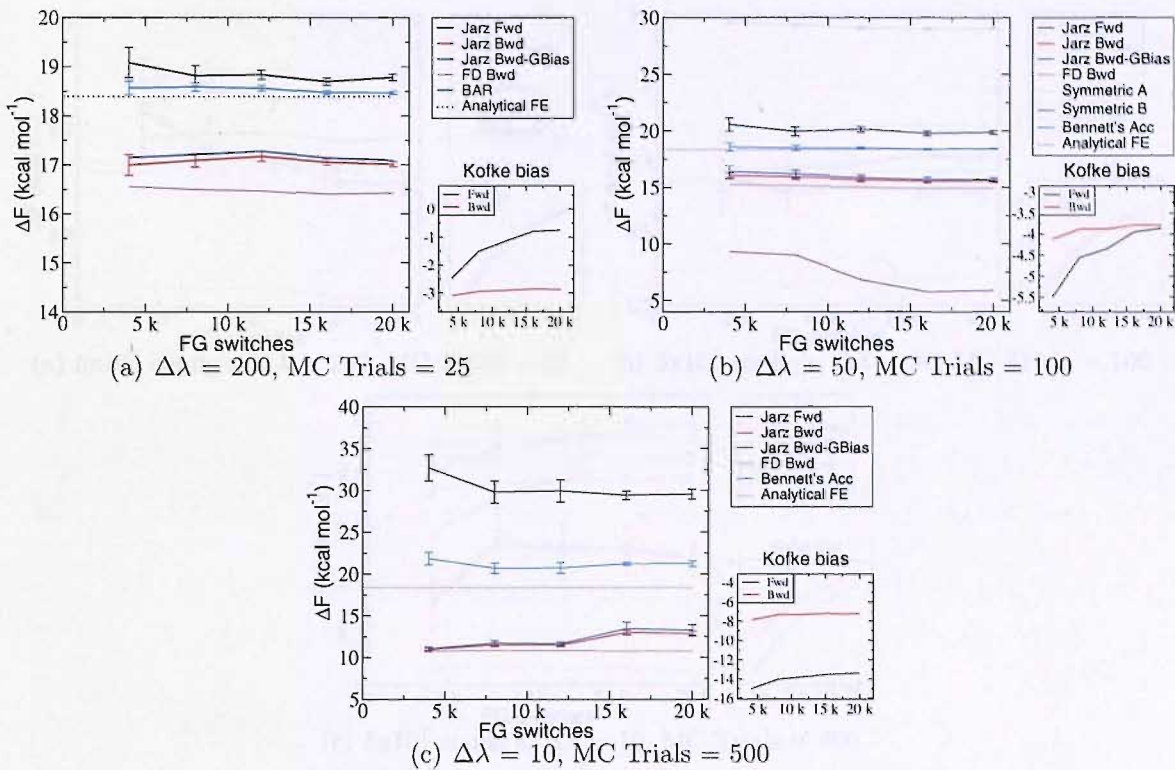 20
19
18
17
16
15
14
ΔF (kcal mol⁻¹)
0 5 k 10 k 15 k 20 k
FG switches
Jarz Fwd
Jarz Bwd
Jarz Bwd-GBias
FD Bwd
BAR
Analytical FE
Kofke bias
Fwd
Bwd
0
-1
-2
-3
5 k 10 k 15 k 20 k
(a) Δλ = 200, MC Trials = 25
30
25
20
15
10
5
ΔF (kcal mol⁻¹)
0 5 k 10 k 15 k 20 k
FG switches
Jarz Fwd
Jarz Bwd
Jarz Bwd-GBias
FD Bwd
Symmetric A
Symmetric B
Bennett's Acc
Analytical FE
Kofke bias
Fwd
Bwd
-3
-3.5
-4
-4.5
-5
-5.5
5 k 10 k 15 k 20 k
(b) Δλ = 50, MC Trials = 100
40
35
30
25
20
15
10
5
ΔF (kcal mol⁻¹)
0 5 k 10 k 15 k 20 k
FG switches
Jarz Fwd
Jarz Bwd
Jarz Bwd-GBias
FD Bwd
Bennett's Acc
Analytical FE
Kofke bias
Fwd
Bwd
-4
-6
-8
-10
-12
-14
-16
5 k 10 k 15 k 20 k
(c) Δλ = 10, MC Trials = 500